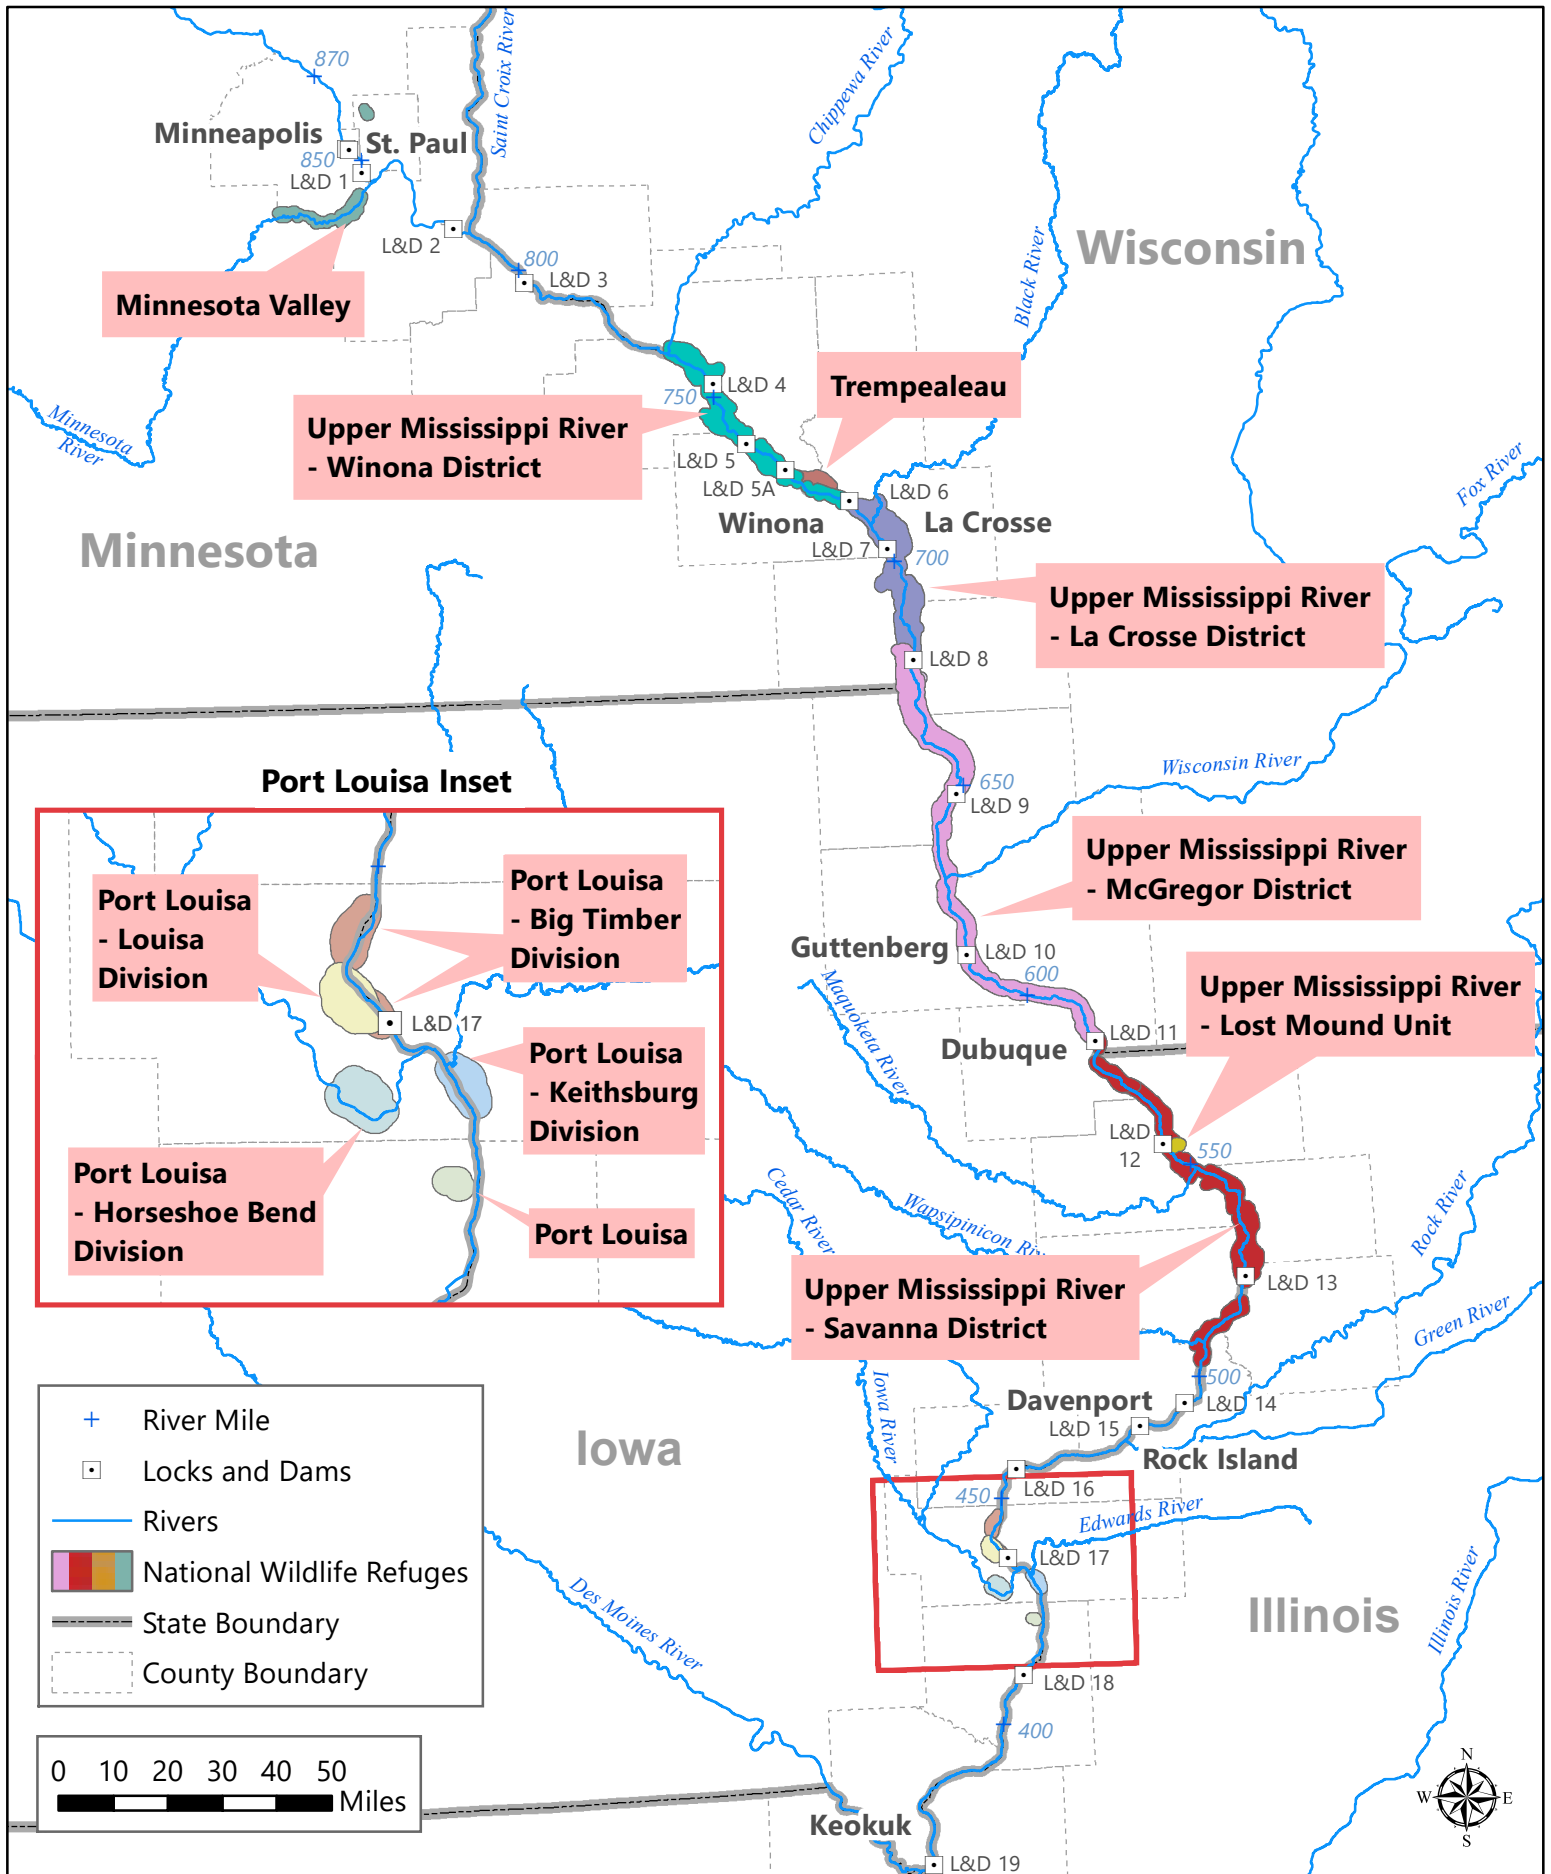 870
Saint Croix River
Chippewa River
Minneapolis
St. Paul
850
L&D 1
L&D 2
Black River
Wisconsin
800
L&D 3
Minnesota Valley
L&D 4
Trempealeau
750
Upper Mississippi River
- Winona District
Minnesota
River
L&D 5
L&D 5A
L&D 6
Fox River
Winona
La Crosse
Minnesota
L&D 7
700
Upper Mississippi River
- La Crosse District
L&D 8
Wisconsin River
Port Louisa Inset
650
L&D 9
Upper Mississippi River
- McGregor District
Port Louisa
- Louisa
Division
Port Louisa
- Big Timber
Division
Guttenberg
L&D 10
600
Maquoketa River
Upper Mississippi River
- Lost Mound Unit
L&D 17
L&D 11
Dubuque
Port Louisa
- Keithsburg
Division
L&D
12
550
Port Louisa
- Horseshoe Bend
Division
Cedar River
Wapsipinicon Riv
Rock River
Port Louisa
Upper Mississippi River
- Savanna District
L&D 13
Green River
500
Iowa River
Davenport
L&D 14
L&D 15
River Mile
Iowa
Rock Island
Locks and Dams
L&D 16
450
Edwards River
Rivers
L&D 17
National Wildlife Refuges
Des Moines River
Illinois
Illinois River
State Boundary
County Boundary
L&D 18
400
0 10 20 30 40 50
Miles
N
W E
S
Keokuk
L&D 19